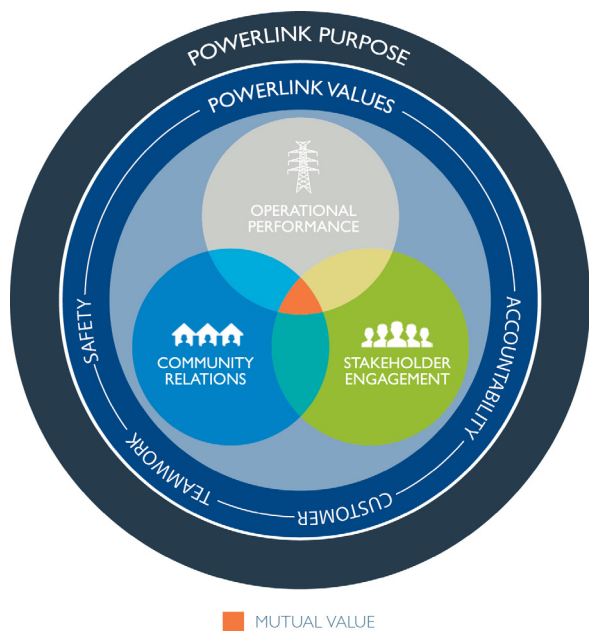 POWERLINK PURPOSE
POWERLINK VALUES
OPERATIONAL
PERFORMANCE
SAFETY
ACCOUNTABILITY
COMMUNITY
RELATIONS
STAKEHOLDER
ENGAGEMENT
TEAMWORK
CUSTOMER
MUTUAL VALUE